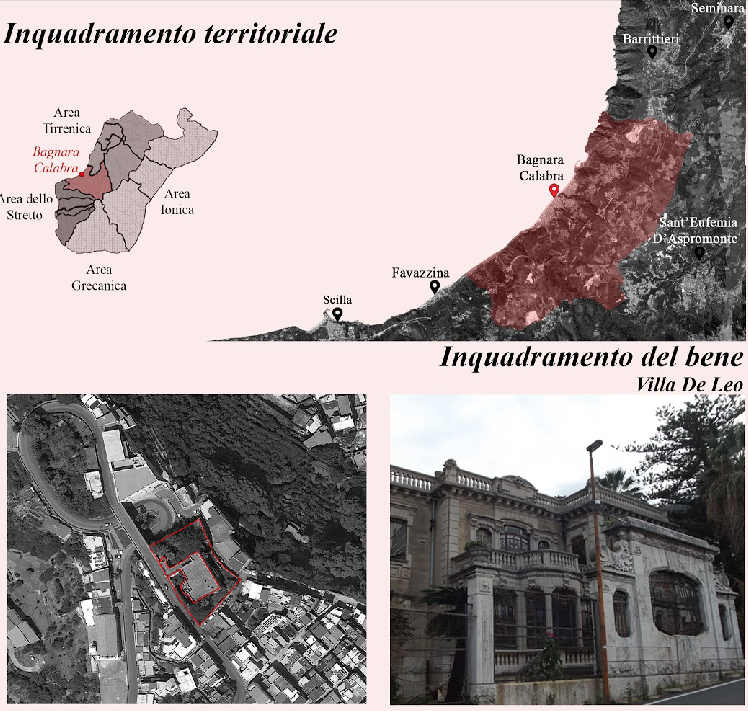 Inquadramento territoriale
Seminara
Barrittieri
Area
Tirrenica
Bagnara
Calabra
Area dello
Stretto
Area
Ionica
Area
Grecanica
Bagnara
Calabra
Sant'Eufemia
D'Aspromonte
Favazzina
Scilla
Inquadramento del bene
Villa De Leo